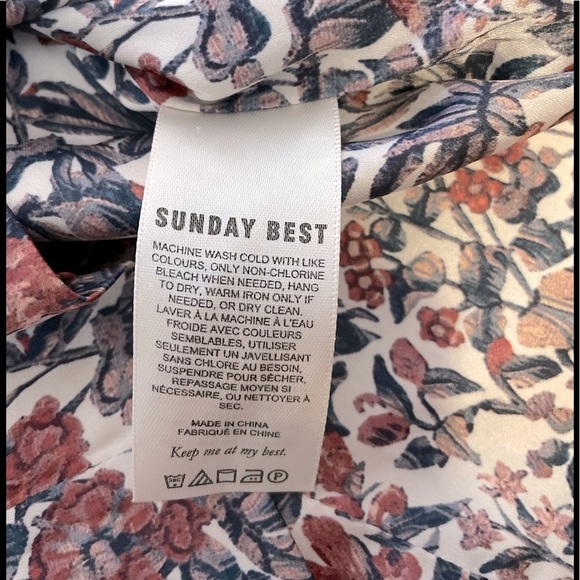 SUNDAY BEST
MACHINE WASH COLD WITH LIKE
COLOURS, ONLY NON-CHLORINE
BLEACH WHEN NEEDED, HANG
TO DRY, WARM IRON ONLY IF
NEEDED, OR DRY CLEAN.
LAVER À LA MACHINE À L'EAU
FROIDE AVEC COULEURS
SEMBLABLES, UTILISER
SEULEMENT UN JAVELLISANT
SANS CHLORE AU BESOIN,
SUSPENDRE POUR SÉCHER,
REPASSAGE MOYEN SI
NÉCESSAIRE, OU NETTOYER À
SEC.
MADE IN CHINA
FABRIQUÉ EN CHINE
Keep me at my best.
30C
P